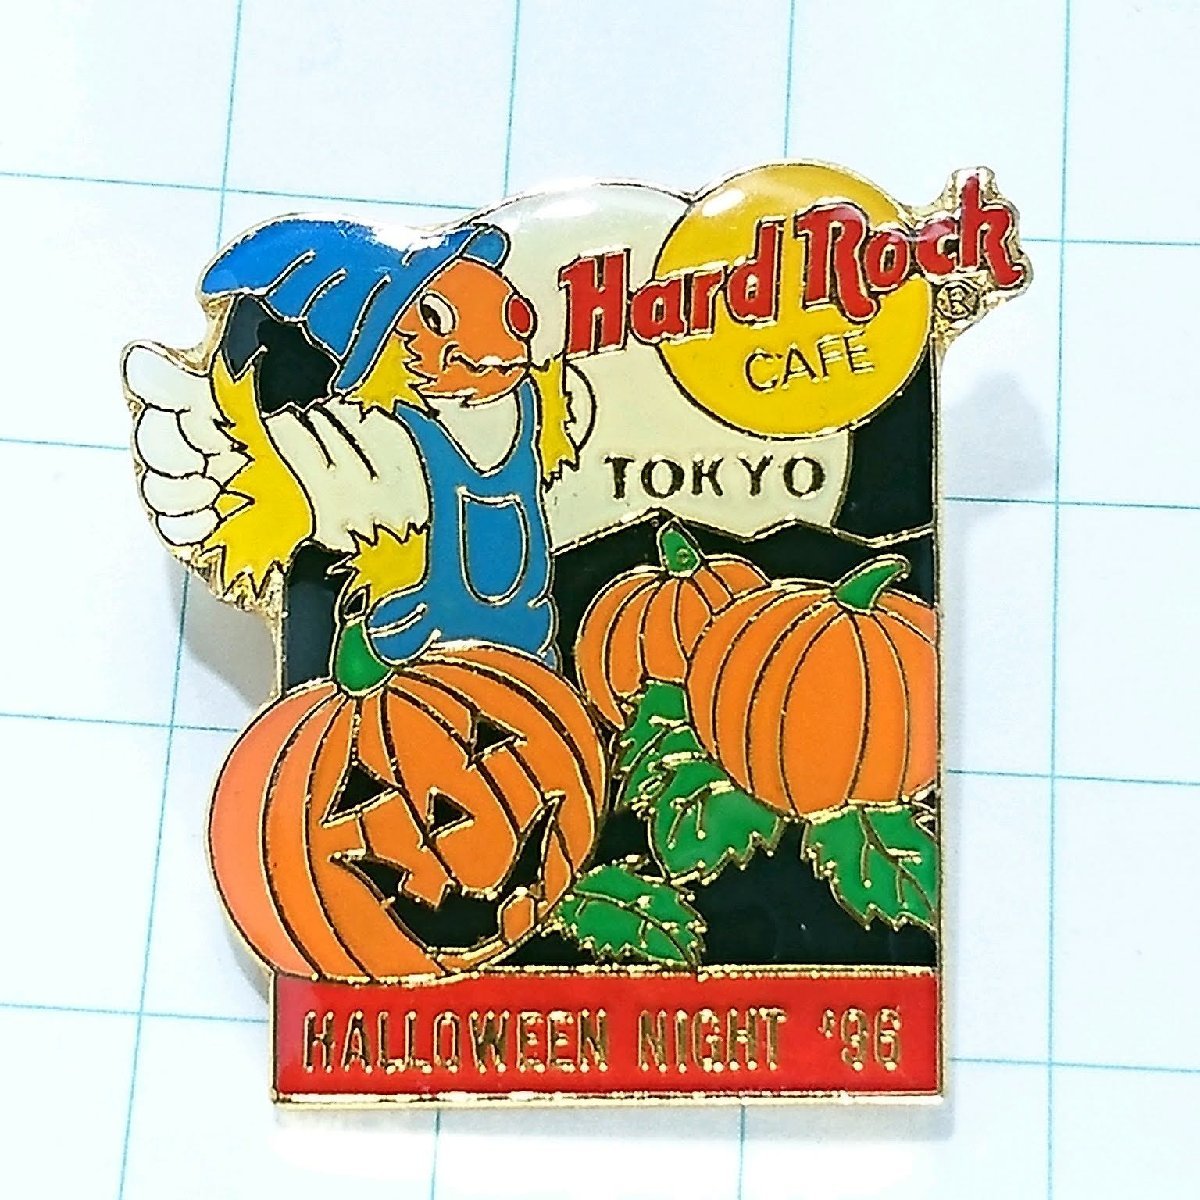 Hard Rock
®
CAFE
TOKYO
HALLOWEEN NIGHT '96